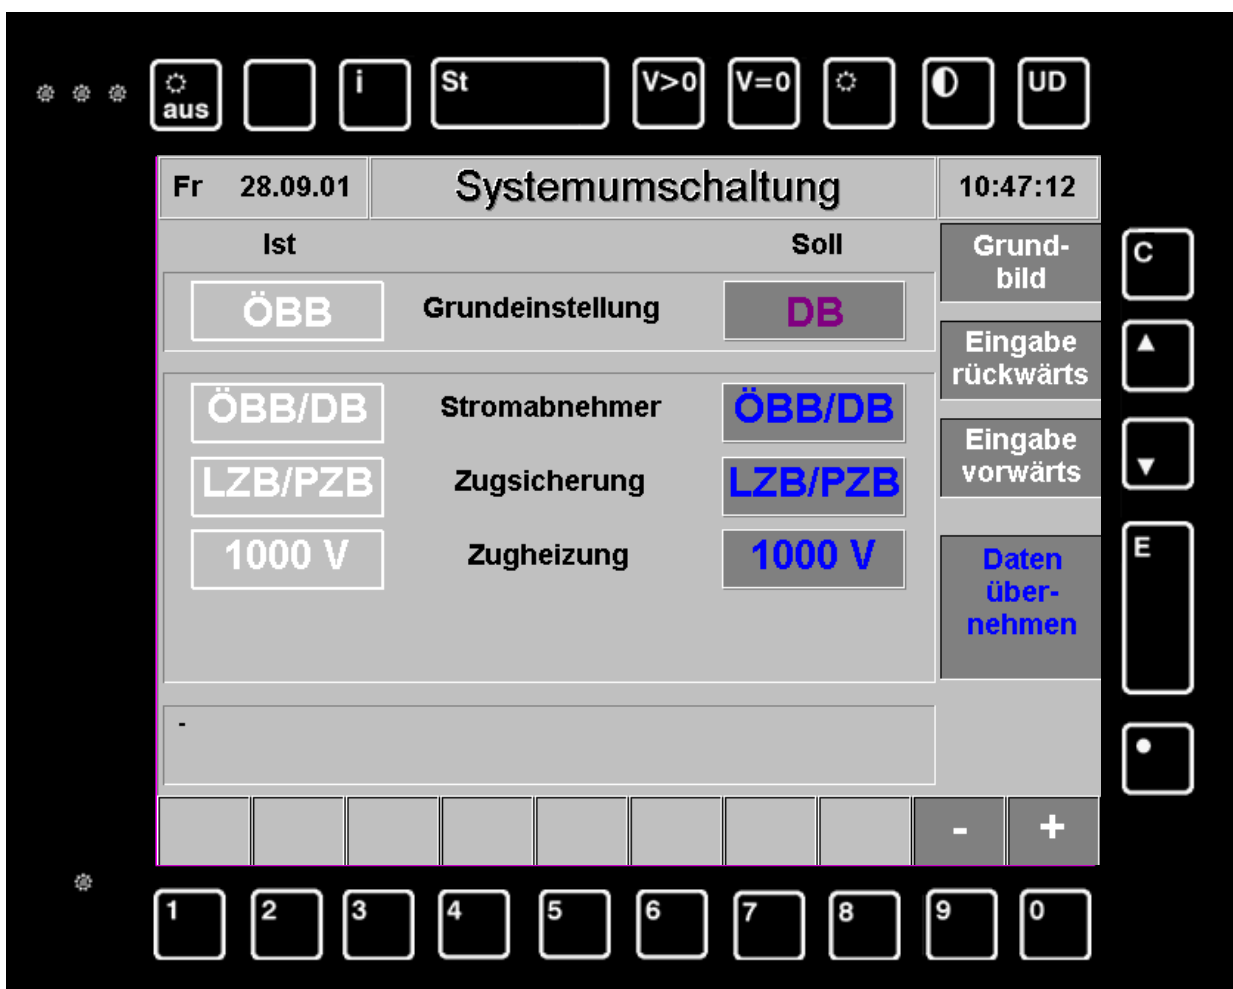 aus
i
St
V>0
V=0
UD
Fr 28.09.01 Systemumschaltung 10:47:12
Ist Soll
Grund-
bild
C
ÖBB Grundeinstellung DB
Eingabe
rückwärts
▲
ÖBB/DB Stromabnehmer ÖBB/DB
Eingabe
vorwärts
▼
LZB/PZB Zugsicherung LZB/PZB
1000 V Zugheizung 1000 V
Daten
über-
nehmen
E
-
- +
1 2 3 4 5 6 7 8 9 0